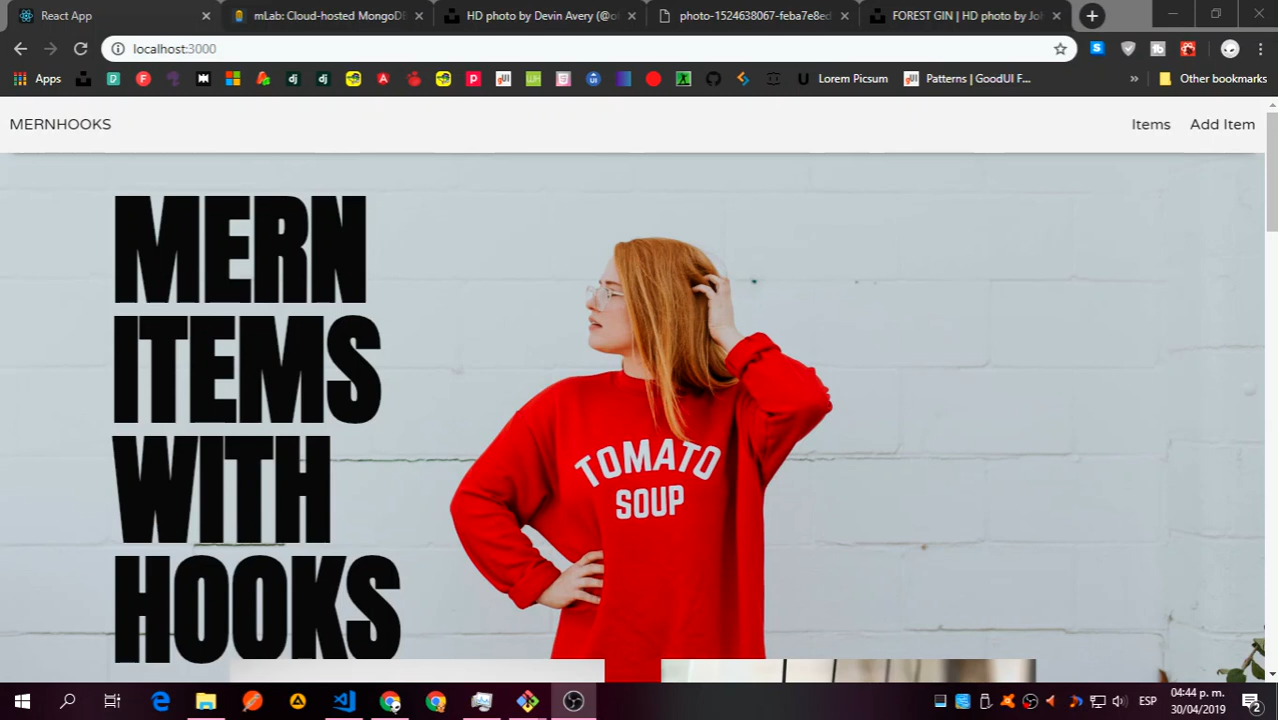 React App
mLab: Cloud-hosted MongoDB
HD photo by Devin Avery (@o
photo-1524638067-feba7e8ed
FOREST GIN | HD photo by Jo
localhost:3000
Apps
Lorem Picsum
Patterns | GoodUI F...
Other bookmarks
MERNHOOKS
Items
Add Item
MERN
ITEMS
WITH
HOOKS
TOMATO
SOUP
ESP
04:44 p. m.
30/04/2019
2